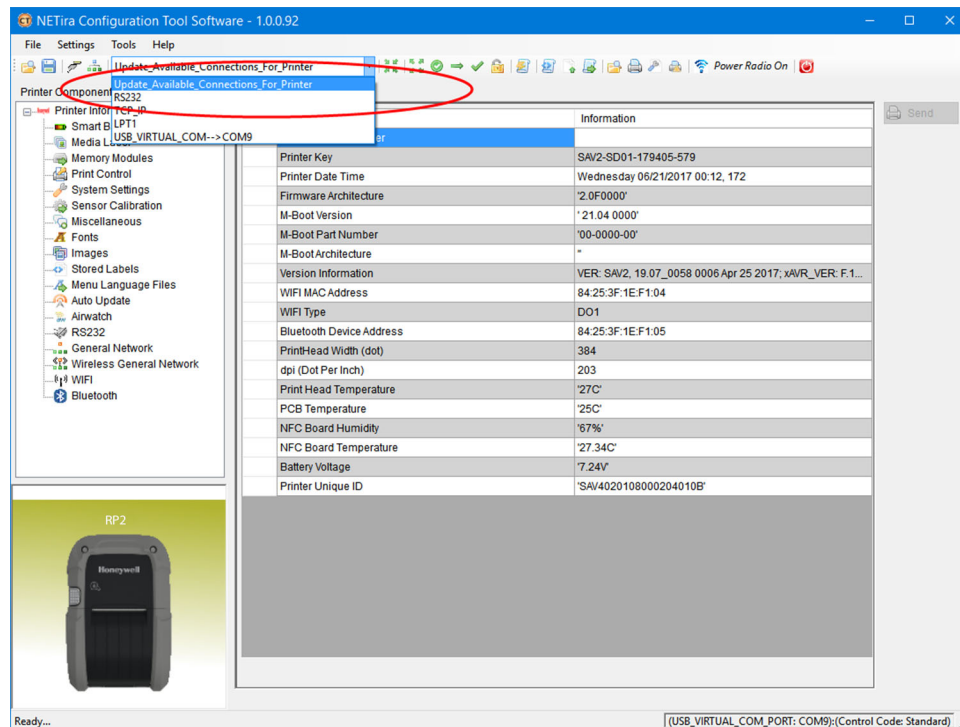 NETira Configuration Tool Software - 1.0.0.92
File Settings Tools Help
Update_Available_Connections_For_Printer
Power Radio On
Update_Available_Connections_For_Printer
RS232
TCP_IP
LPT1
USB_VIRTUAL_COM-->COM9
Printer Component
Printer Infor
Smart B
Media L
Memory Modules
Print Control
System Settings
Sensor Calibration
Miscellaneous
Fonts
Images
Stored Labels
Menu Language Files
Auto Update
Airwatch
RS232
General Network
Wireless General Network
WIFI
Bluetooth
Information
Send
er
Printer Key SAV2-SD01-179405-579
Printer Date Time Wednesday 06/21/2017 00:12, 172
Firmware Architecture '2.0F0000'
M-Boot Version ' 21.04 0000'
M-Boot Part Number '00-0000-00'
M-Boot Architecture "
Version Information VER: SAV2, 19.07_0058 0006 Apr 25 2017; xAVR_VER: F.1...
WIFI MAC Address 84:25:3F:1E:F1:04
WIFI Type DO1
Bluetooth Device Address 84:25:3F:1E:F1:05
PrintHead Width (dot) 384
dpi (Dot Per Inch) 203
Print Head Temperature '27C'
PCB Temperature '25C'
NFC Board Humidity '67%'
NFC Board Temperature '27.34C'
Battery Voltage '7.24V'
Printer Unique ID 'SAV4020108000204010B'
RP2
Honeywell
Ready...
(USB_VIRTUAL_COM_PORT: COM9):(Control Code: Standard)